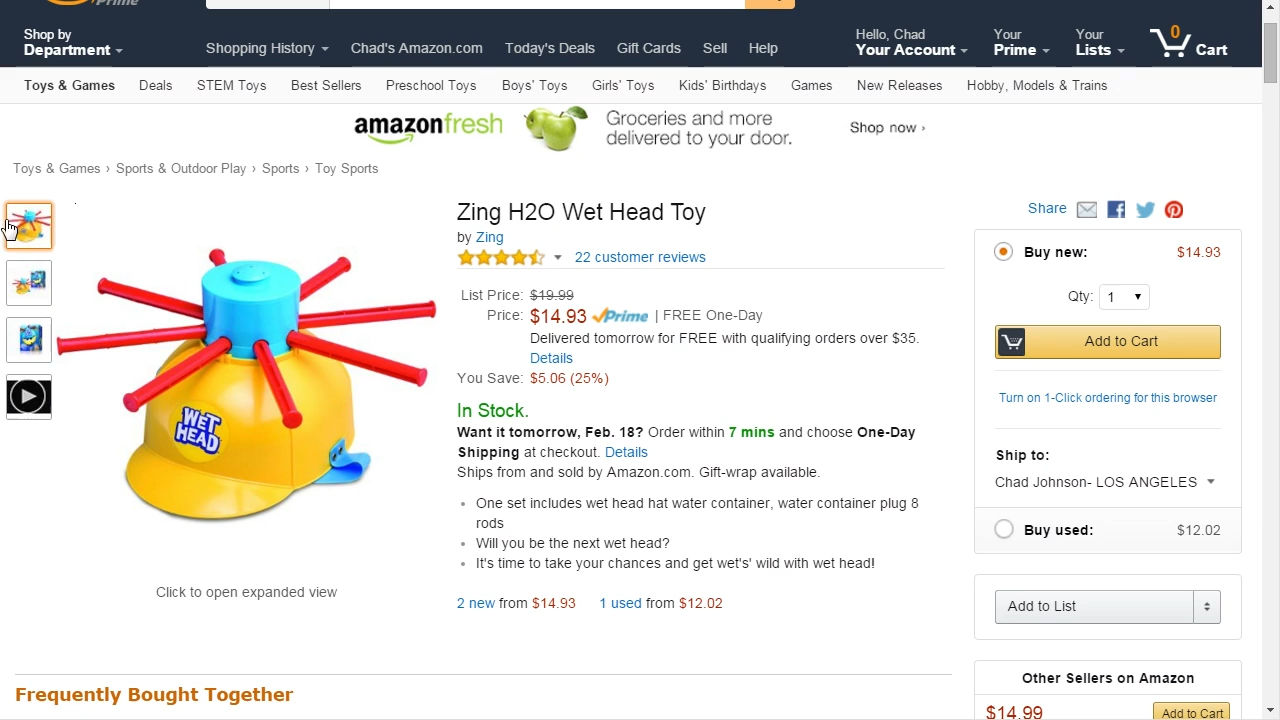 Prime
Shop by
Department
Shopping History
Chad's Amazon.com
Today's Deals
Gift Cards
Sell
Help
Hello, Chad
Your Account
Your
Prime
Your
Lists
0
Cart
Toys & Games
Deals
STEM Toys
Best Sellers
Preschool Toys
Boys' Toys
Girls' Toys
Kids' Birthdays
Games
New Releases
Hobby, Models & Trains
amazonfresh
Groceries and more
delivered to your door.
Shop now ›
Toys & Games › Sports & Outdoor Play › Sports › Toy Sports
WET
HEAD
Click to open expanded view
Zing H2O Wet Head Toy
by Zing
22 customer reviews
List Price: $19.99
Price: $14.93 Prime | FREE One-Day
Delivered tomorrow for FREE with qualifying orders over $35.
Details
You Save: $5.06 (25%)
In Stock.
Want it tomorrow, Feb. 18? Order within 7 mins and choose One-Day
Shipping at checkout. Details
Ships from and sold by Amazon.com. Gift-wrap available.
• One set includes wet head hat water container, water container plug 8
rods
• Will you be the next wet head?
• It's time to take your chances and get wet's' wild with wet head!
2 new from $14.93 1 used from $12.02
Share
Buy new: $14.93
Qty: 1
Add to Cart
Turn on 1-Click ordering for this browser
Ship to:
Chad Johnson- LOS ANGELES
Buy used: $12.02
Add to List
Other Sellers on Amazon
$14.99
Add to Cart
Frequently Bought Together